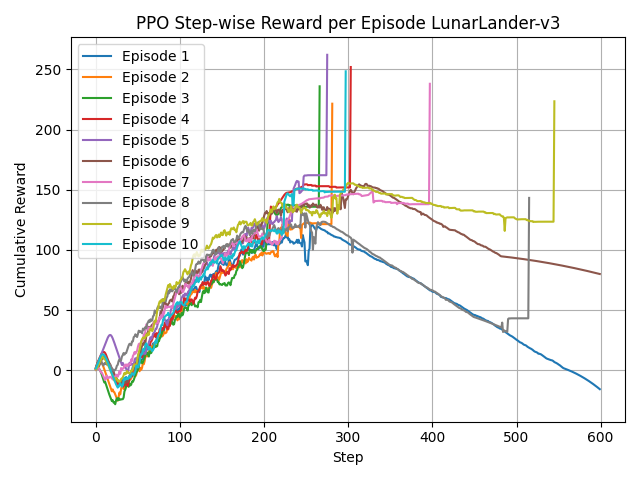 PPO Step-wise Reward per Episode LunarLander-v3
Episode 1
Episode 2
Episode 3
Episode 4
Episode 5
Episode 6
Episode 7
Episode 8
Episode 9
Episode 10
Cumulative Reward
250
200
150
100
50
0
0 100 200 300 400 500 600
Step